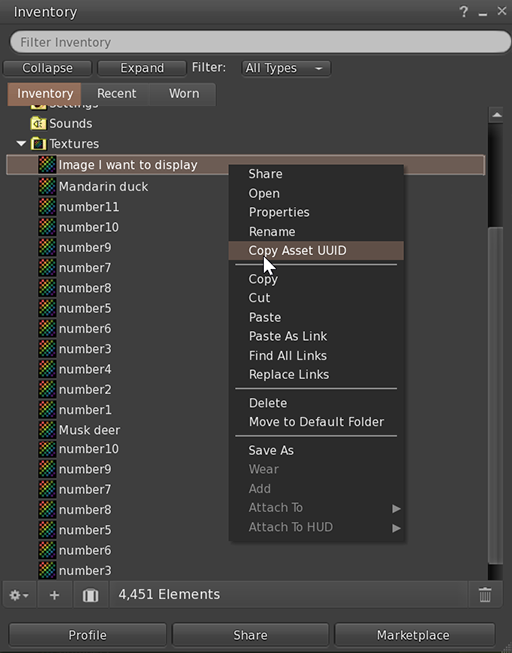 Inventory
?
Filter Inventory
Collapse
Expand
Filter:
All Types
Inventory
Recent
Worn
Settings
Sounds
Textures
Image I want to display
Mandarin duck
number11
number10
number9
number7
number8
number5
number6
number3
number4
number2
number1
Musk deer
number10
number9
number7
number8
number5
number6
number3
Share
Open
Properties
Rename
Copy Asset UUID
Copy
Cut
Paste
Paste As Link
Find All Links
Replace Links
Delete
Move to Default Folder
Save As
Wear
Add
Attach To
Attach To HUD
4,451 Elements
Profile
Share
Marketplace